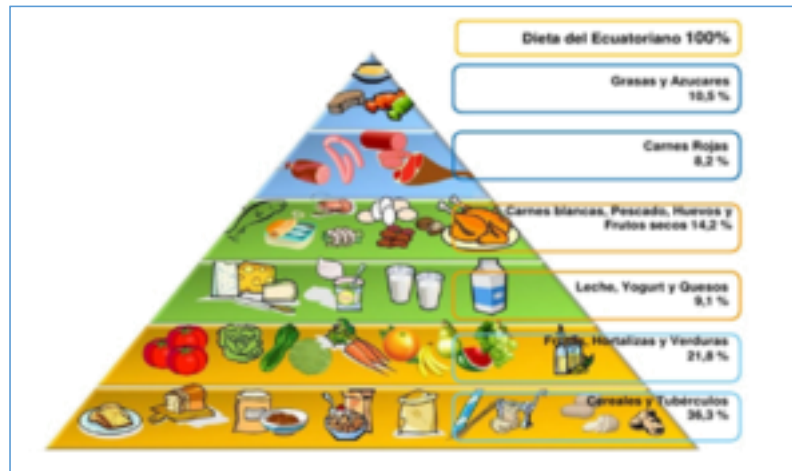 Dieta del Ecuatoriano 100%
Grasas y Azucares
10,5 %
Carnes Rojas
8,2 %
Carnes blancas, Pescado, Huevos y
Frutos secos 14,2 %
Leche, Yogurt y Quesos
9,1 %
Frutas, Hortalizas y Verduras
21,8 %
Cereales y Tubérculos
36,3 %